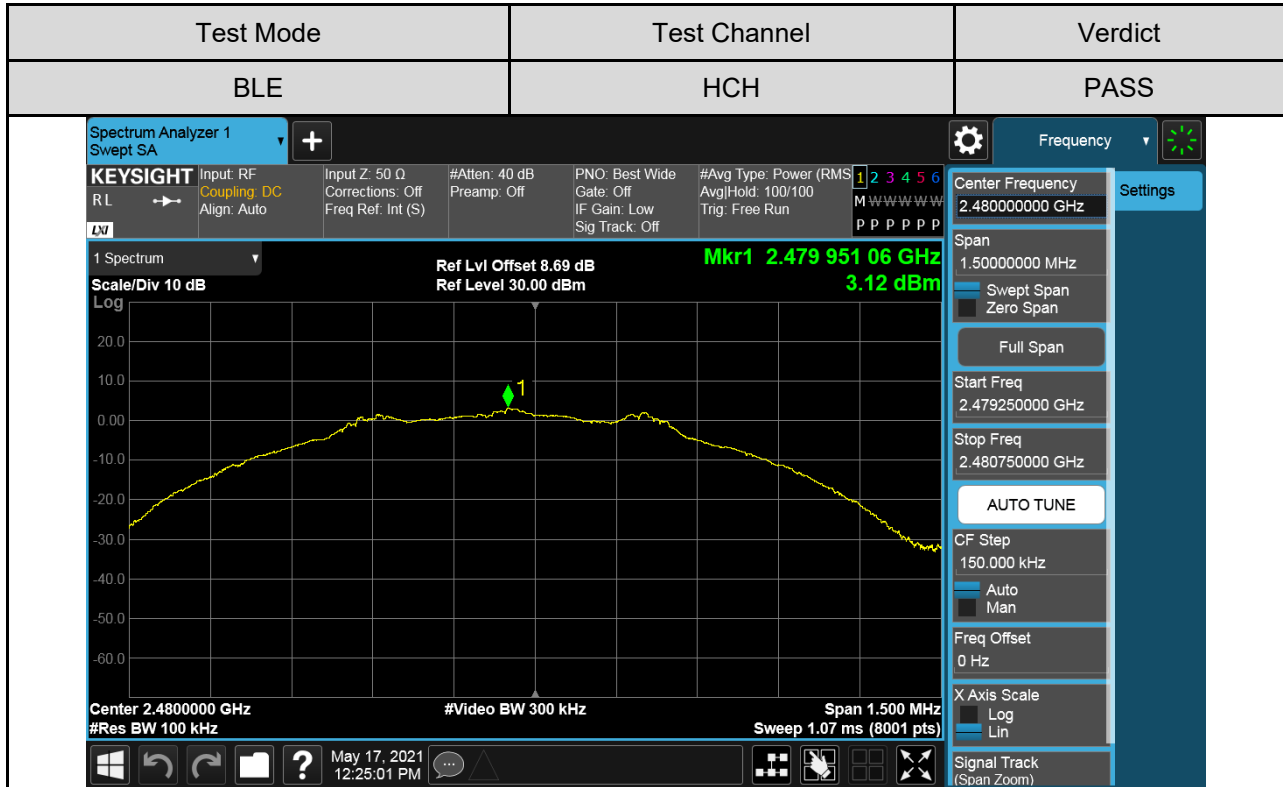 Test Mode Test Channel Verdict
BLE HCH PASS
Spectrum Analyzer 1
Swept SA
+
Frequency
KEYSIGHT
RL
LXI
Input: RF
Coupling: DC
Align: Auto
Input Z: 50 Ω
Corrections: Off
Freq Ref: Int (S)
#Atten: 40 dB
Preamp: Off
PNO: Best Wide
Gate: Off
IF Gain: Low
Sig Track: Off
#Avg Type: Power (RMS
Avg|Hold: 100/100
Trig: Free Run
1 2 3 4 5 6
M W W W W W
P P P P P P
1 Spectrum
Scale/Div 10 dB
Log
Ref Lvl Offset 8.69 dB
Ref Level 30.00 dBm
Mkr1 2.479 951 06 GHz
3.12 dBm
20.0
10.0
0.00
-10.0
-20.0
-30.0
-40.0
-50.0
-60.0
1
Center 2.4800000 GHz
#Res BW 100 kHz
#Video BW 300 kHz
Span 1.500 MHz
Sweep 1.07 ms (8001 pts)
Center Frequency
2.480000000 GHz
Settings
Span
1.50000000 MHz
Swept Span
Zero Span
Full Span
Start Freq
2.479250000 GHz
Stop Freq
2.480750000 GHz
AUTO TUNE
CF Step
150.000 kHz
Auto
Man
Freq Offset
0 Hz
X Axis Scale
Log
Lin
Signal Track
(Span Zoom)
?
May 17, 2021
12:25:01 PM